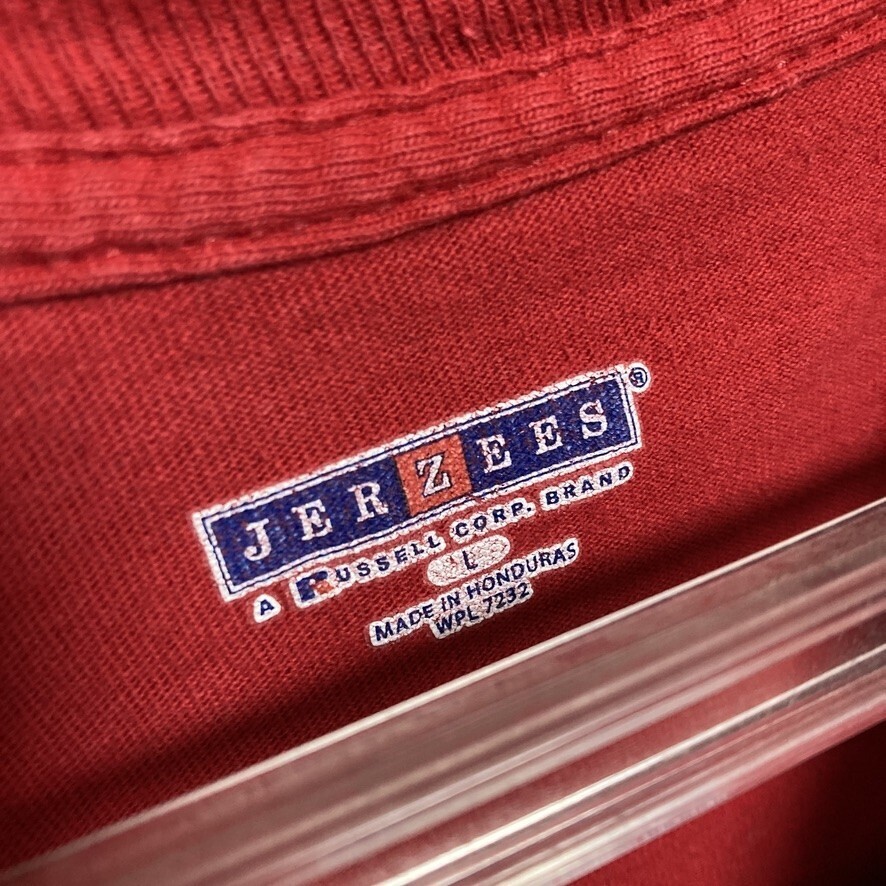 JERZEES®
A RUSSELL CORP. BRAND
L
MADE IN HONDURAS
WPL 7232